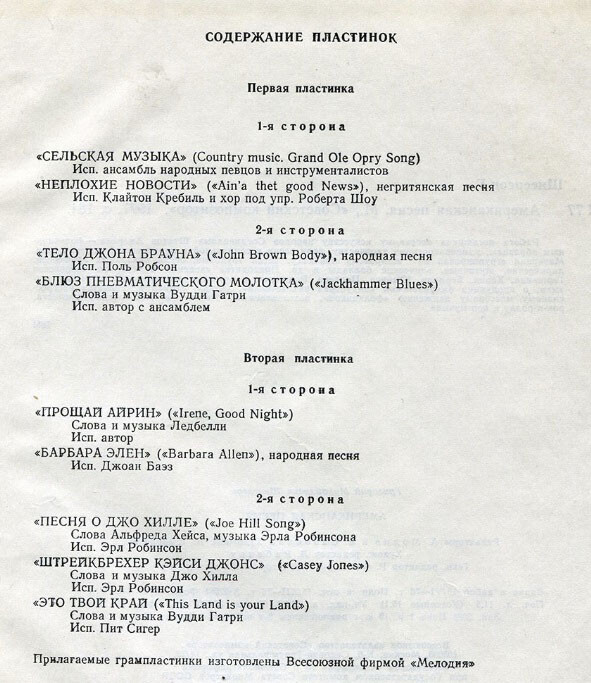 СОДЕРЖАНИЕ ПЛАСТИНОК
Первая пластинка
1-я сторона
«СЕЛЬСКАЯ МУЗЫКА» (Country music. Grand Ole Opry Song)
Исп. ансамбль народных певцов и инструменталистов
«НЕПЛОХИЕ НОВОСТИ» («Ain'a thet good News»), негритянская песня
Исп. Клайтон Кребиль и хор под упр. Роберта Шоу
2-я сторона
«ТЕЛО ДЖОНА БРАУНА» («John Brown Body»), народная песня
Исп. Поль Робсон
«БЛЮЗ ПНЕВМАТИЧЕСКОГО МОЛОТКА» («Jackhammer Blues»)
Слова и музыка Вудди Гатри
Исп. автор с ансамблем
Вторая пластинка
1-я сторона
«ПРОЩАЙ АЙРИН» («Irene, Good Night»)
Слова и музыка Ледбелли
Исп. автор
«БАРБАРА ЭЛЕН» («Barbara Allen»), народная песня
Исп. Джоан Баэз
2-я сторона
«ПЕСНЯ О ДЖО ХИЛЛЕ» («Joe Hill Song»)
Слова Альфреда Хейса, музыка Эрла Робинсона
Исп. Эрл Робинсон
«ШТРЕЙКБРЕХЕР КЭЙСИ ДЖОНС» («Casey Jones»)
Слова и музыка Джо Хилла
Исп. Эрл Робинсон
«ЭТО ТВОЙ КРАЙ («This Land is your Land»)
Слова и музыка Вудди Гатри
Исп. Пит Сигер
Прилагаемые грампластинки изготовлены Всесоюзной фирмой «Мелодия»